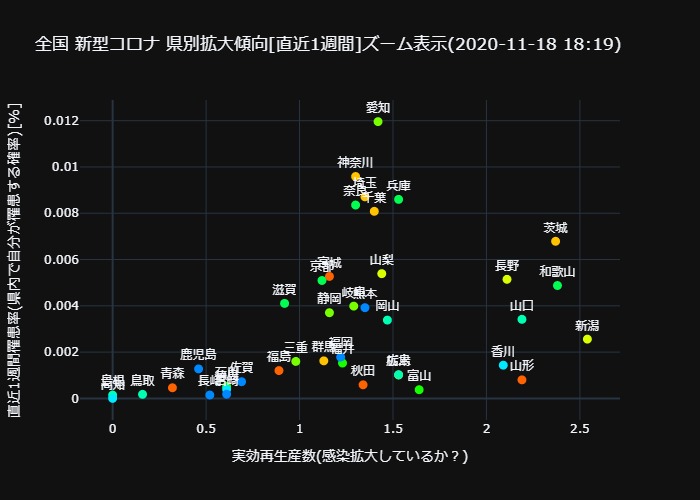 全国 新型コロナ 県別拡大傾向[直近1週間]ズーム表示(2020-11-18 18:19)
直近1週間罹患率(県内で自分が罹患する確率)[%]
0.012
0.01
0.008
0.006
0.004
0.002
0
愛知
神奈川
埼玉
奈良
兵庫
千葉
茨城
宮城
京都
山梨
長野
和歌山
滋賀
岐阜
熊本
静岡
岡山
山口
新潟
福岡
三重
群馬
福井
鹿児島
佐賀
福島
香川
山形
秋田
富山
青森
島根
鳥取
高知
長崎
0
0.5
1
1.5
2
2.5
実効再生産数(感染拡大しているか？)